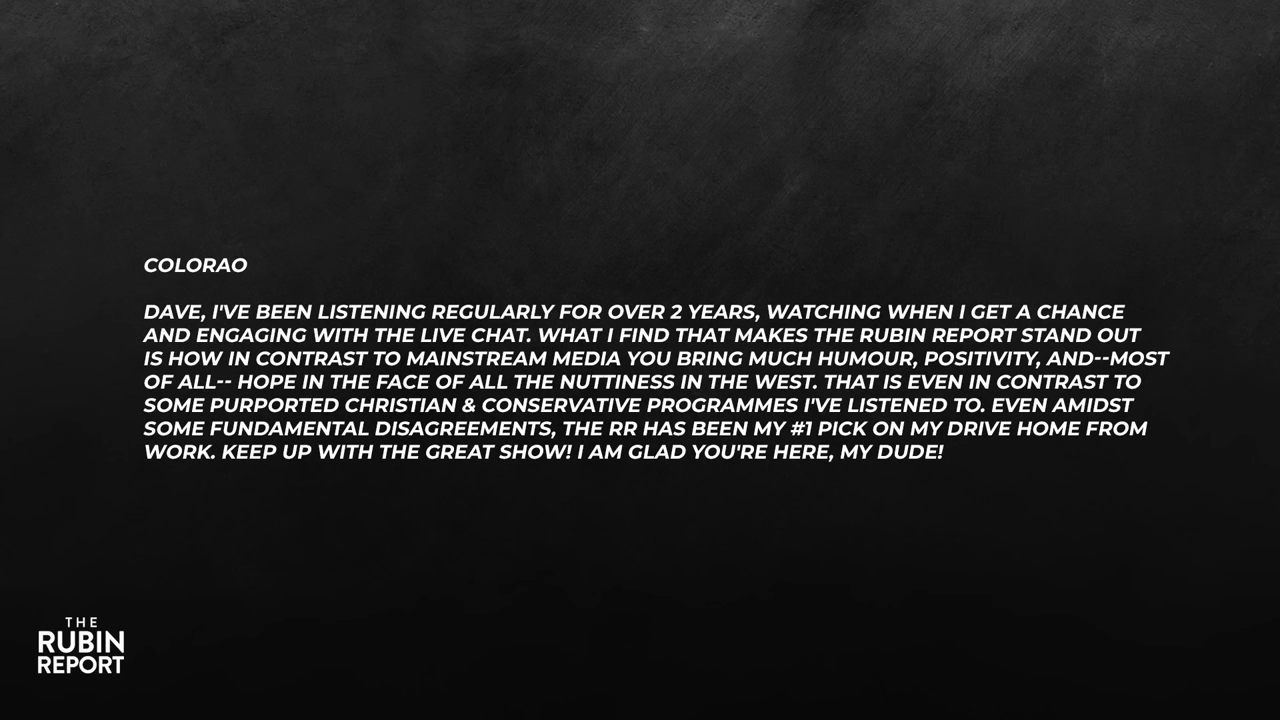 COLORAO
DAVE, I'VE BEEN LISTENING REGULARLY FOR OVER 2 YEARS, WATCHING WHEN I GET A CHANCE
AND ENGAGING WITH THE LIVE CHAT. WHAT I FIND THAT MAKES THE RUBIN REPORT STAND OUT
IS HOW IN CONTRAST TO MAINSTREAM MEDIA YOU BRING MUCH HUMOUR, POSITIVITY, AND--MOST
OF ALL-- HOPE IN THE FACE OF ALL THE NUTTINESS IN THE WEST. THAT IS EVEN IN CONTRAST TO
SOME PURPORTED CHRISTIAN & CONSERVATIVE PROGRAMMES I'VE LISTENED TO. EVEN AMIDST
SOME FUNDAMENTAL DISAGREEMENTS, THE RR HAS BEEN MY #1 PICK ON MY DRIVE HOME FROM
WORK. KEEP UP WITH THE GREAT SHOW! I AM GLAD YOU'RE HERE, MY DUDE!
THE
RUBIN
REPORT